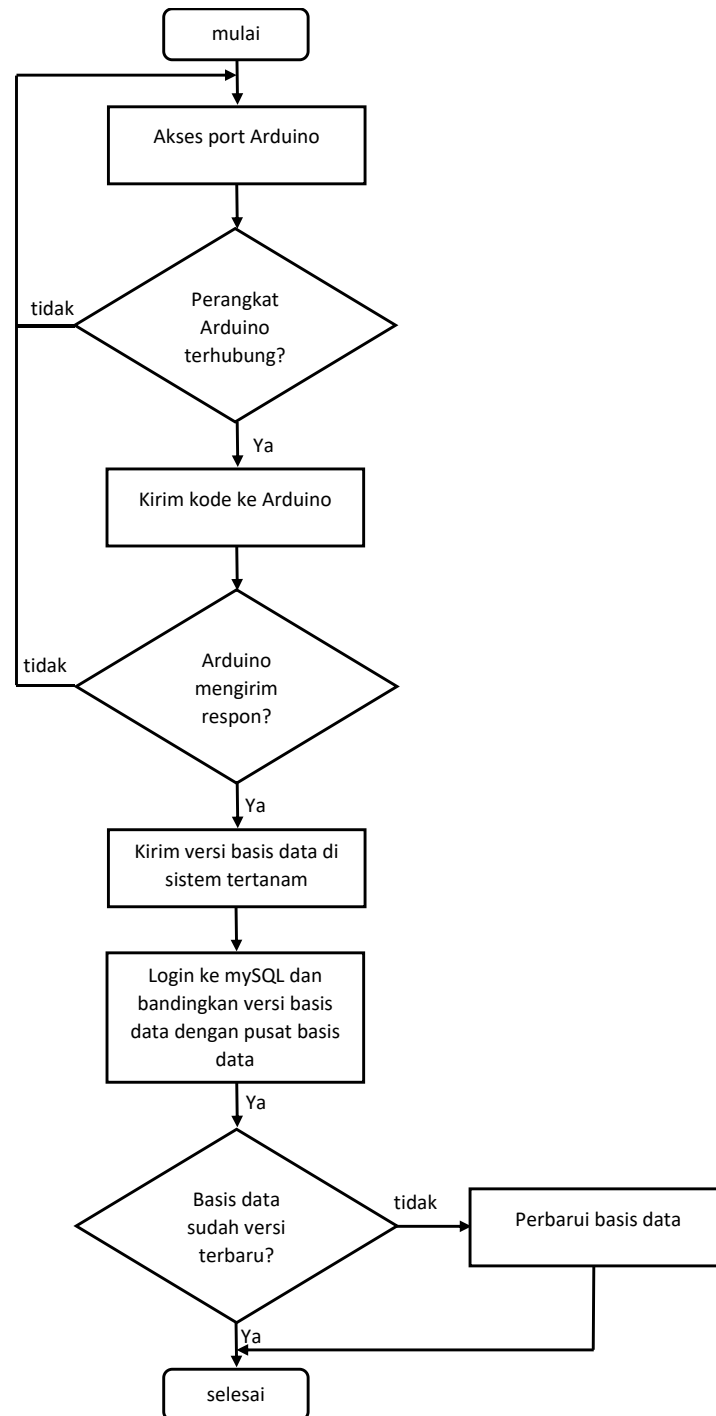 mulai
Akses port Arduino
Perangkat
Arduino
terhubung?
tidak
Ya
Kirim kode ke Arduino
Arduino
mengirim
respon?
tidak
Ya
Kirim versi basis data di
sistem tertanam
Login ke mySQL dan
bandingkan versi basis
data dengan pusat basis
data
Ya
Basis data
sudah versi
terbaru?
tidak
Perbarui basis data
Ya
selesai